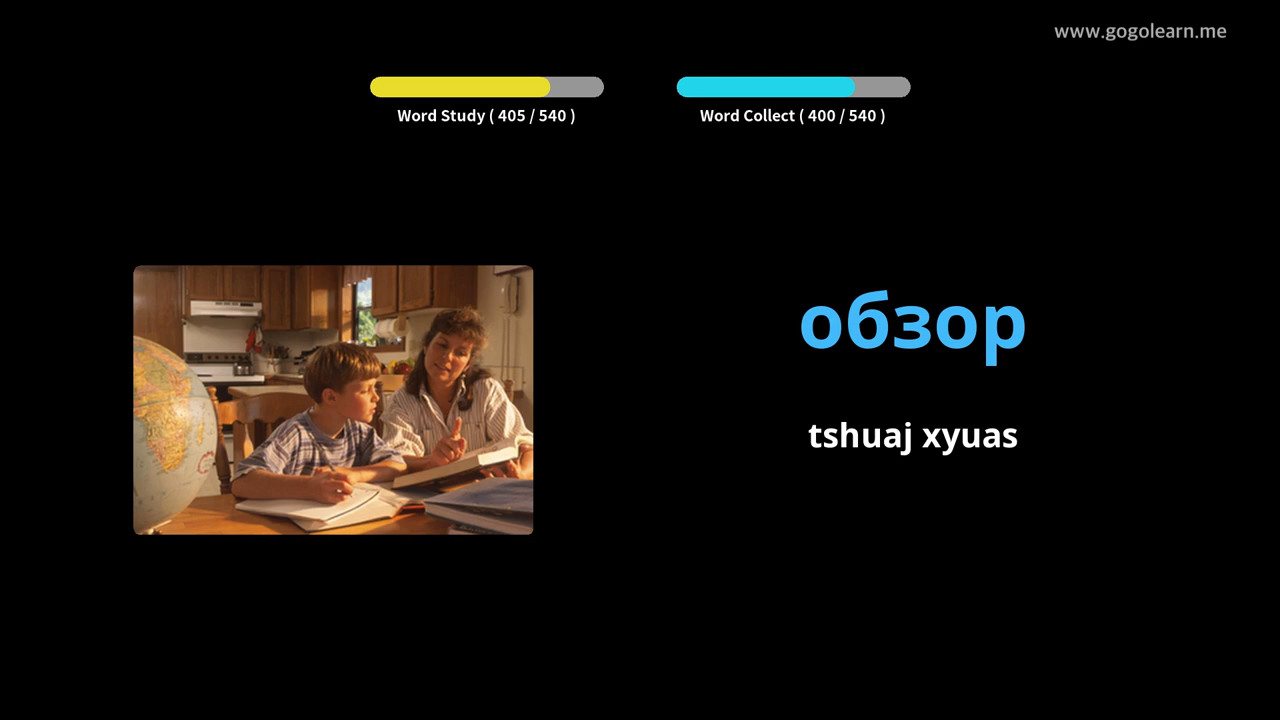 www.gogolearn.me
Word Study ( 405 / 540 )
Word Collect ( 400 / 540 )
обзор
tshuaj xyuas